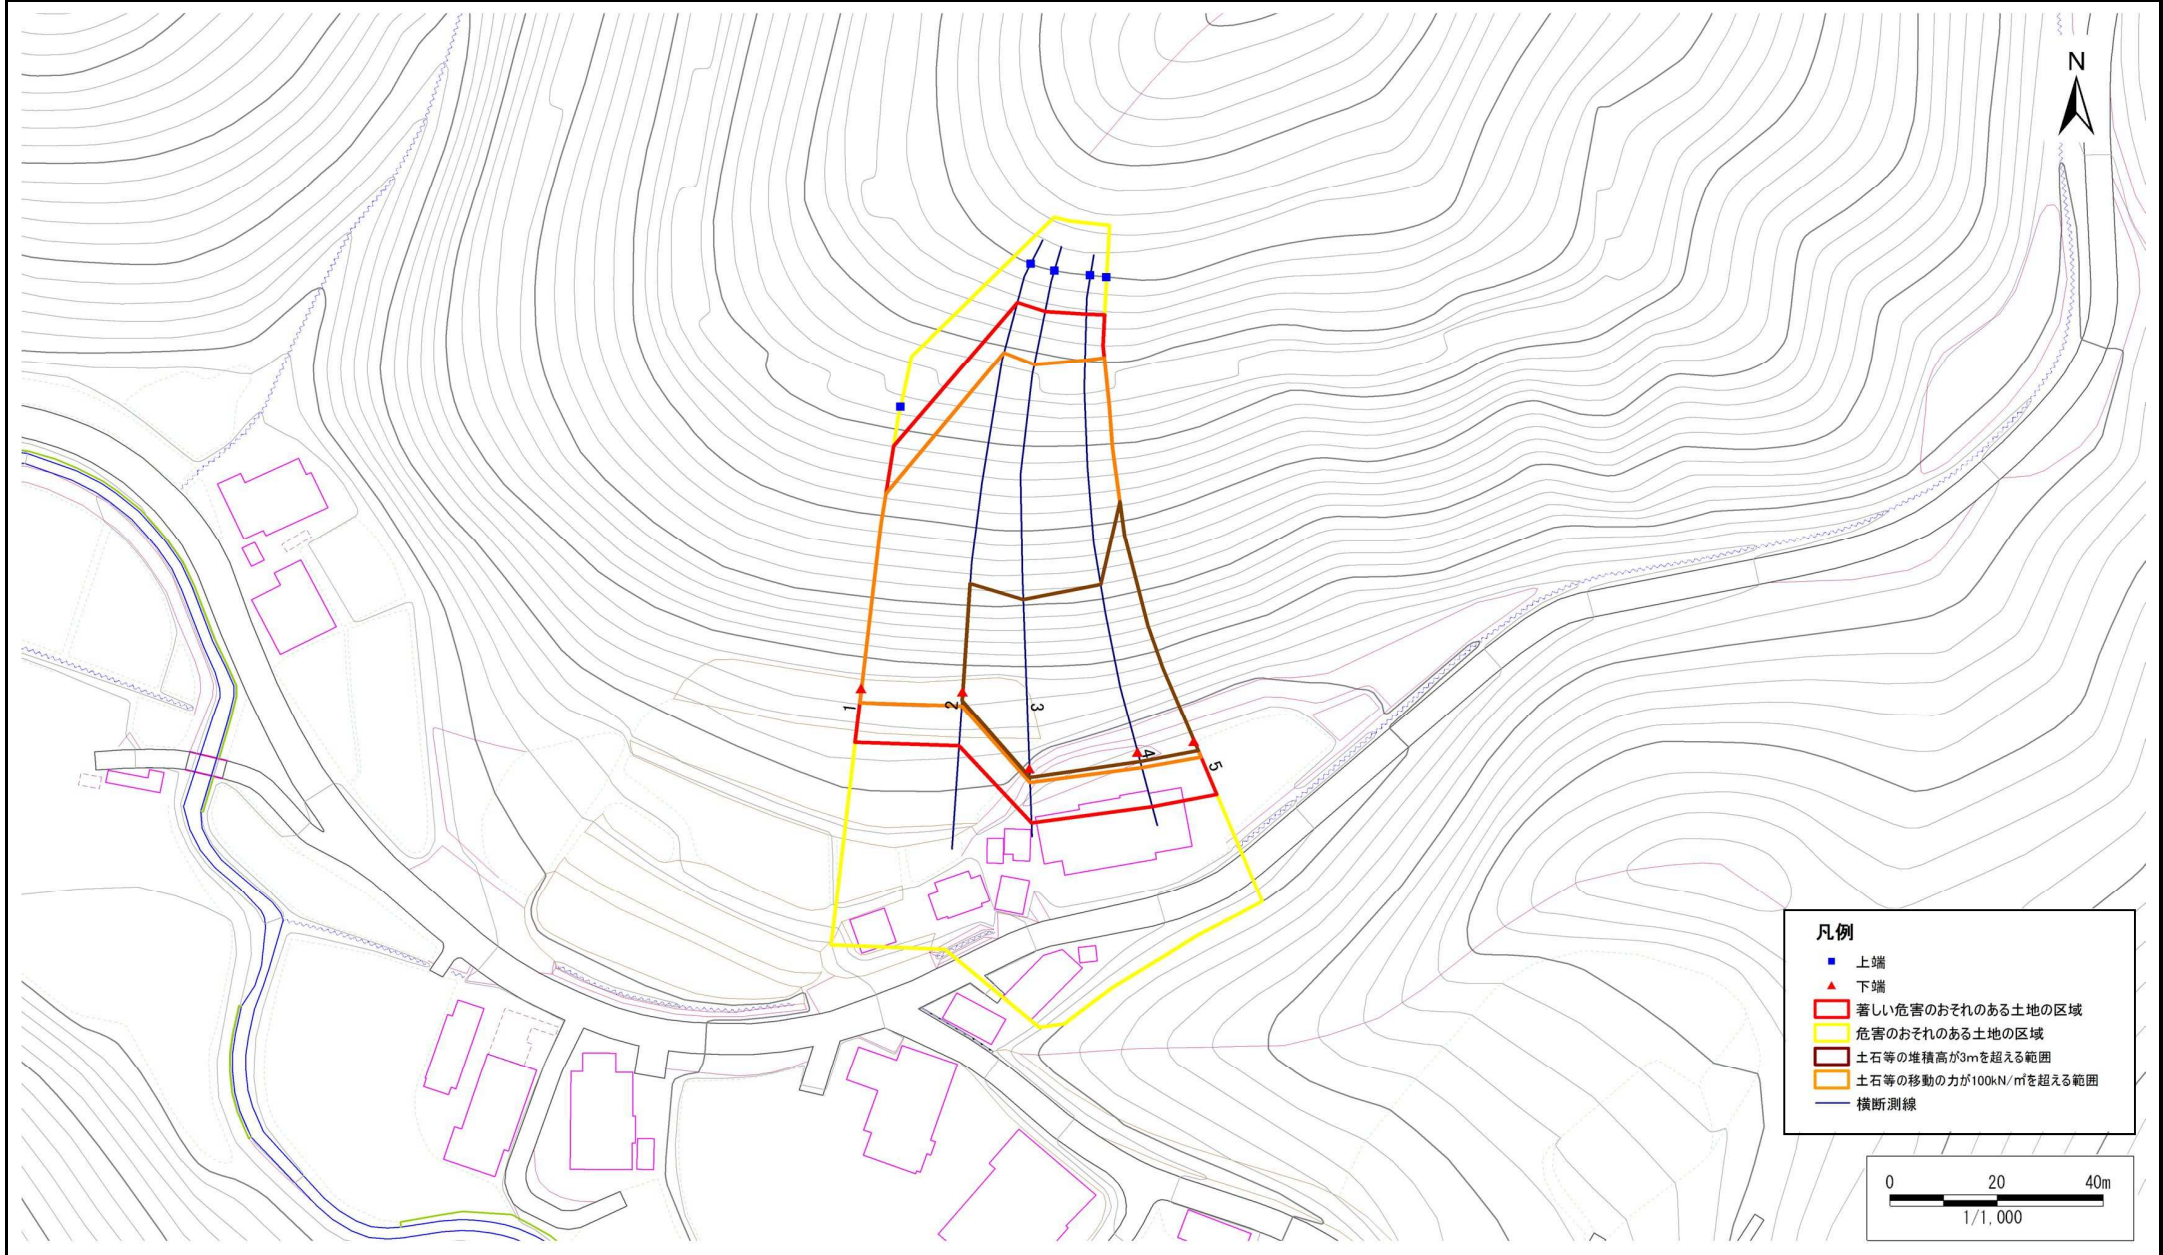 N
1
2
3
4
5
凡例
上端
下端
著しい危害のおそれのある土地の区域
危害のおそれのある土地の区域
土石等の堆積高が3mを超える範囲
土石等の移動の力が100kN/㎡を超える範囲
横断測線
0 20 40m
1/1,000